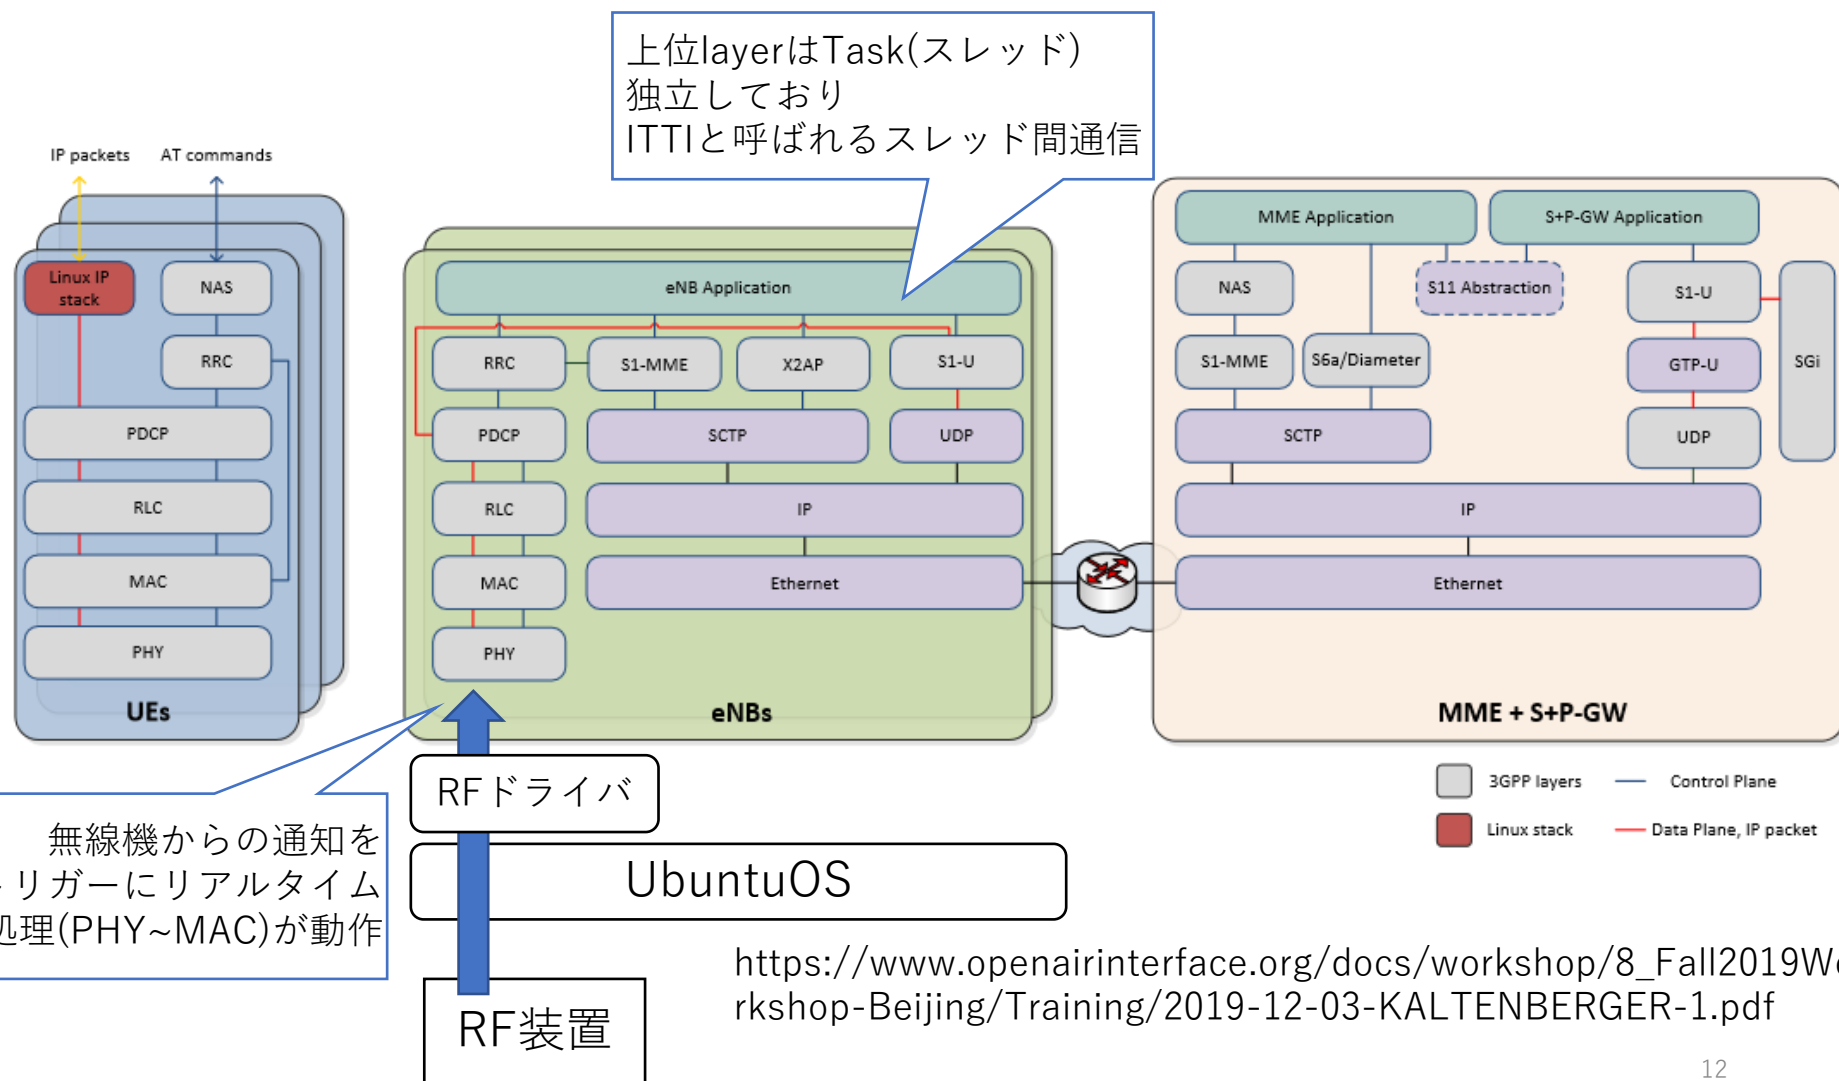 上位layerはTask(スレッド)
独立しており
ITTIと呼ばれるスレッド間通信
IP packets
AT commands
Linux IP
stack
NAS
RRC
PDCP
RLC
MAC
PHY
UEs
eNB Application
RRC
S1-MME
X2AP
S1-U
PDCP
SCTP
UDP
RLC
IP
MAC
Ethernet
PHY
eNBs
MME Application
S+P-GW Application
NAS
S11 Abstraction
S1-U
S1-MME
S6a/Diameter
GTP-U
SGi
SCTP
UDP
IP
Ethernet
MME + S+P-GW
3GPP layers
Control Plane
Linux stack
Data Plane, IP packet
RFドライバ
無線機からの通知を
トリガーにリアルタイム
処理(PHY~MAC)が動作
UbuntuOS
RF装置
https://www.openairinterface.org/docs/workshop/8_Fall2019Wo
rkshop-Beijing/Training/2019-12-03-KALTENBERGER-1.pdf
12